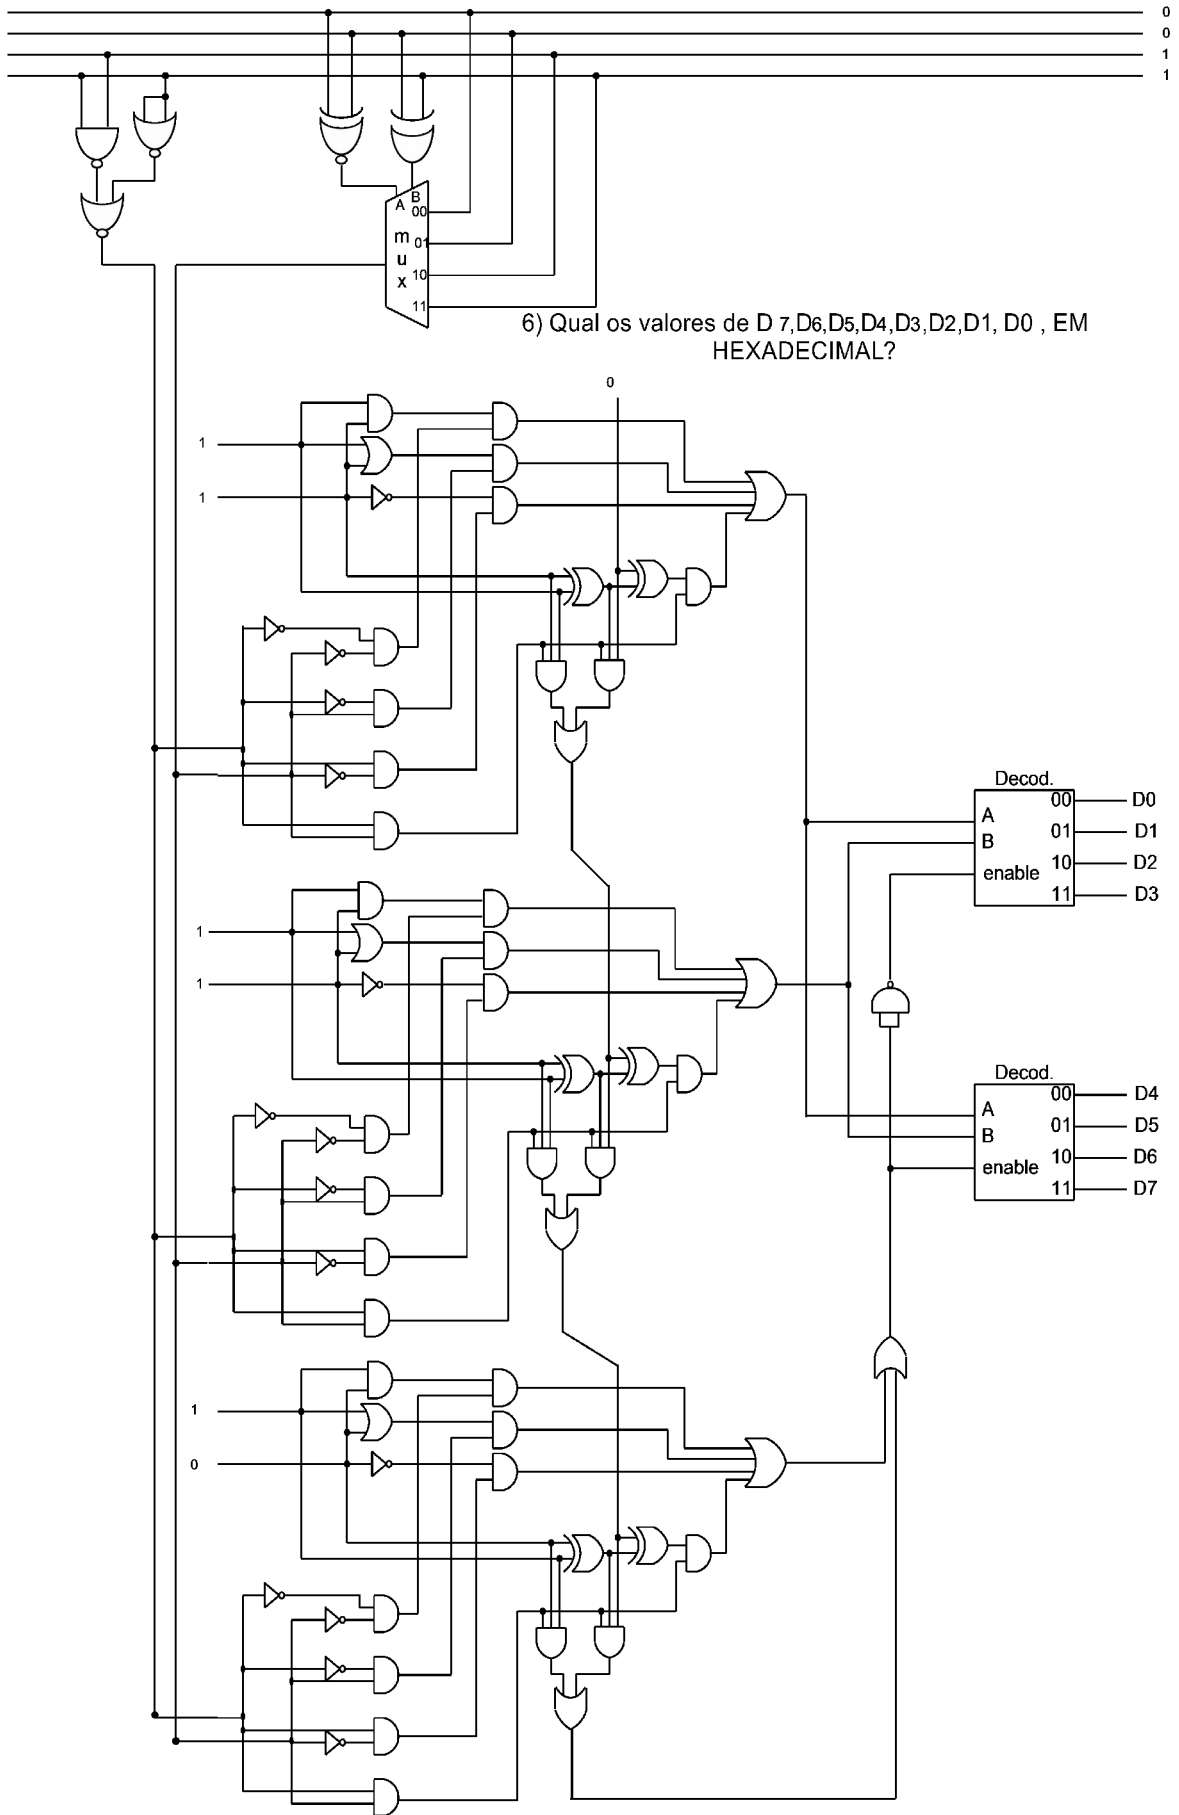 0
0
1
1
A B
00
m 01
u
x 10
11
6) Qual os valores de D 7,D6,D5,D4,D3,D2,D1, D0 , EM
HEXADECIMAL?
0
1
1
Decod.
00 D0
A
01 D1
B
10 D2
enable
11 D3
1
1
Decod.
00 D4
A
01 D5
B
10 D6
enable
11 D7
1
0